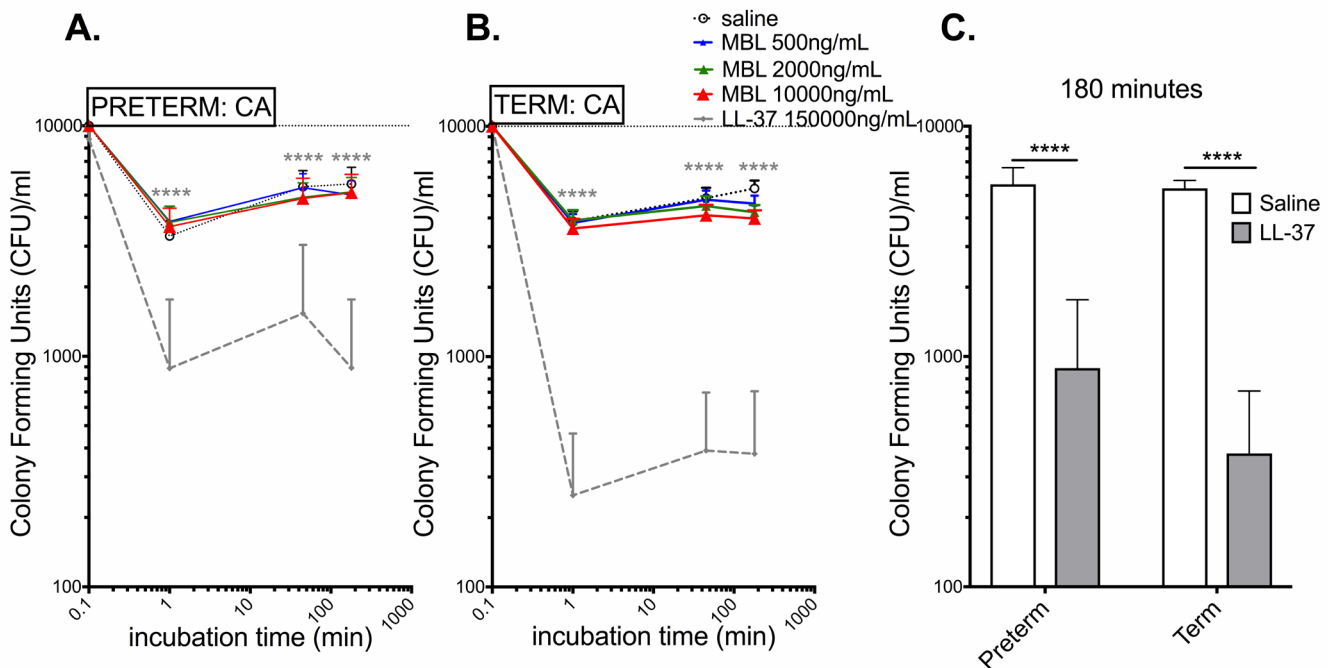 A.
PRETERM: CA
Colony Forming Units (CFU)/ml
10000
1000
100
**** **** ****
0.1 1 10 100 1000
incubation time (min)
B.
TERM: CA
saline
MBL 500ng/mL
MBL 2000ng/mL
MBL 10000ng/mL
LL-37 150000ng/mL
Colony Forming Units (CFU)/ml
10000
1000
100
**** **** ****
0.1 1 10 100 1000
incubation time (min)
C.
180 minutes
Colony Forming Units (CFU)/ml
10000
1000
100
**** ****
Saline
LL-37
Preterm Term